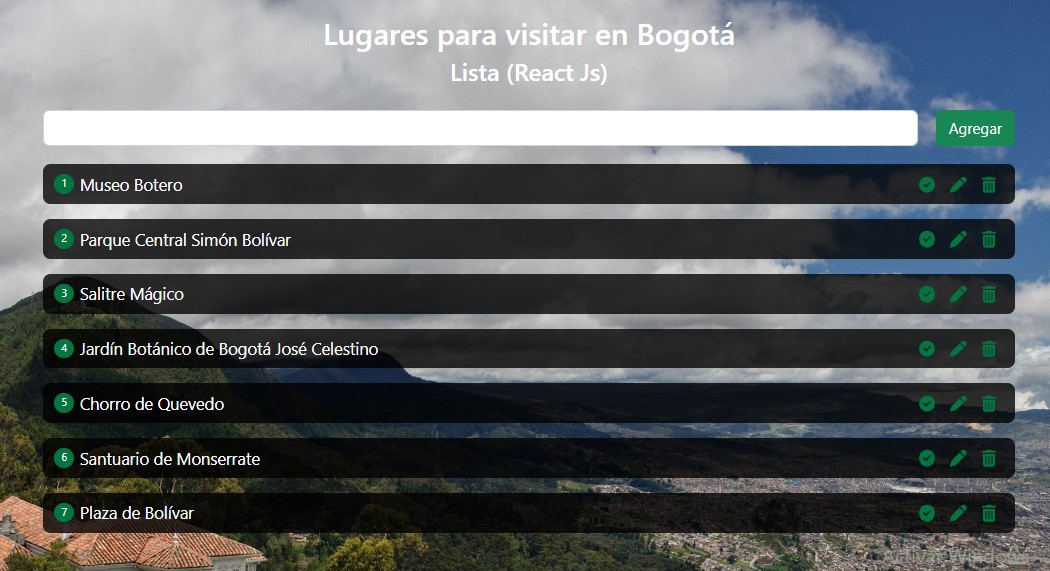 Lugares para visitar en Bogotá
Lista (React Js)
Agregar
1 Museo Botero
2 Parque Central Simón Bolívar
3 Salitre Mágico
4 Jardín Botánico de Bogotá José Celestino
5 Chorro de Quevedo
6 Santuario de Monserrate
7 Plaza de Bolívar
Activar Windows